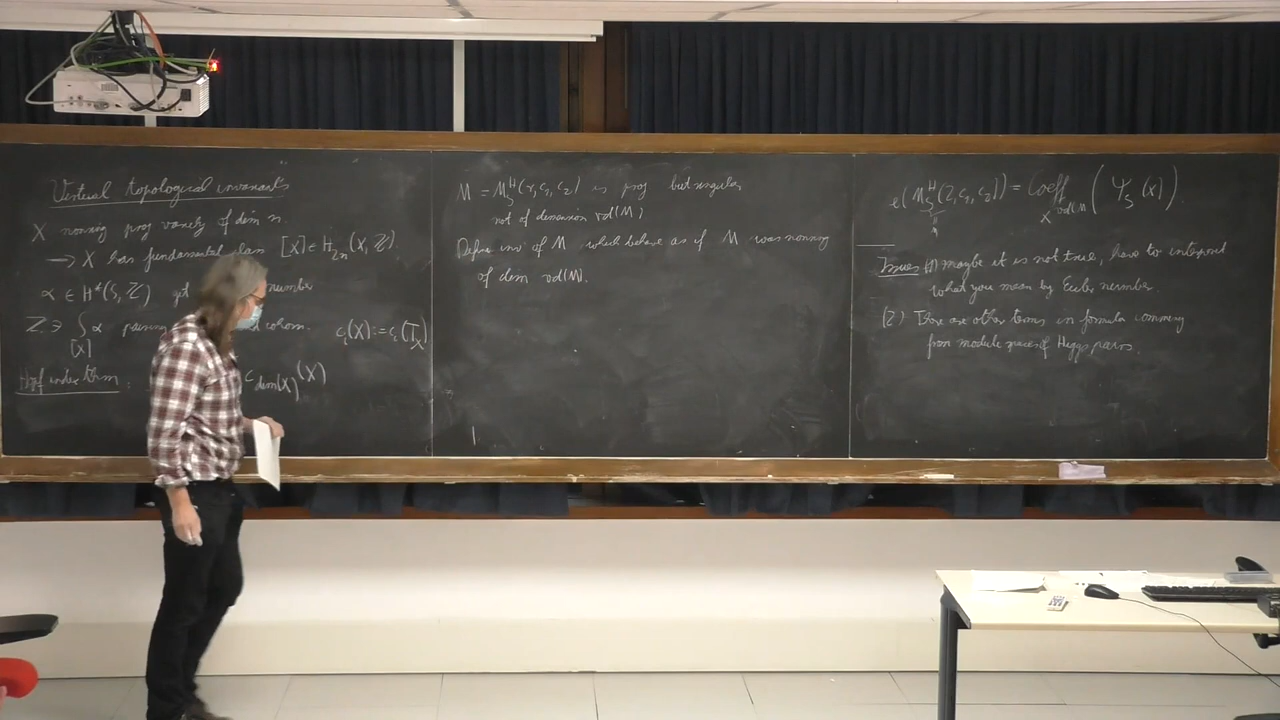 Virtual topological invariants
X nonsing proj variety of dim n.
→ X has fundamental class [X] ∈ H_{2n}(X, ℤ).
α ∈ H^*(S, ℤ) get number
ℤ ∋ ∫_{[X]} α pairing cohom.
c_i(X) := c_i(T_X)
Hopf index thm : c_{dim(X)}(X)
M = M_S^H(r, c_1, c_2) is proj but singular
not of dimension vd(M)
Define inv of M which behave as if M was nonsing
of dim vd(M).
e(M_S^H(2, c_1, c_2)) = Coeff_{x^{vd(M)}} (Ψ_S(x)).
M
Issues (1) maybe it is not true, have to interpret
what you mean by Euler number.
(2) There are other terms in formula comming
from moduli spaces of Higgs pairs.